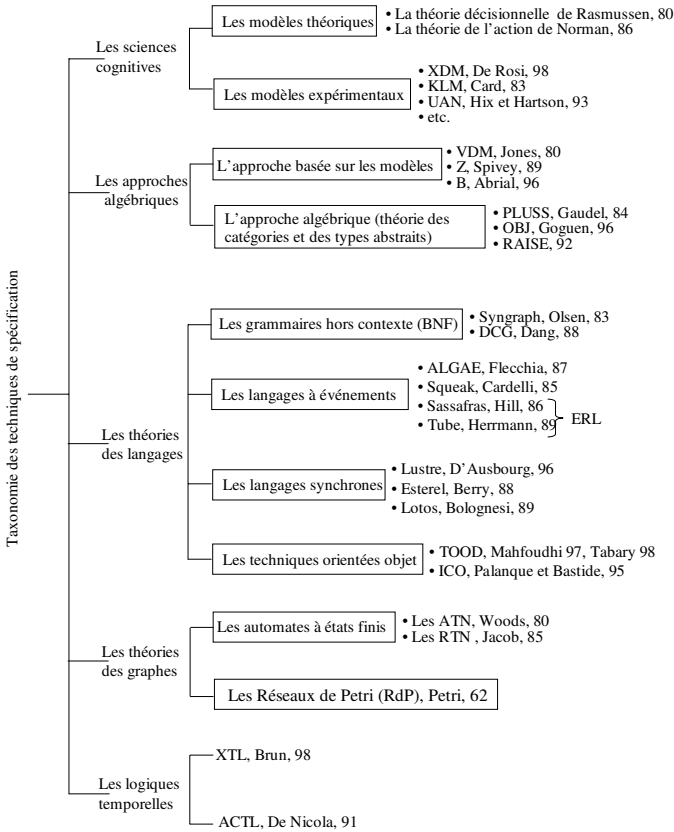 Taxonomie des techniques de spécification
Les sciences
cognitives
Les modèles théoriques
• La théorie décisionnelle de Rasmussen, 80
• La théorie de l'action de Norman, 86
Les modèles expérimentaux
• XDM, De Rosi, 98
• KLM, Card, 83
• UAN, Hix et Hartson, 93
• etc.
Les approches
algébriques
L'approche basée sur les modèles
• VDM, Jones, 80
• Z, Spivey, 89
• B, Abrial, 96
L'approche algébrique (théorie des
catégories et des types abstraits)
• PLUSS, Gaudel, 84
• OBJ, Goguen, 96
• RAISE, 92
Les théories
des langages
Les grammaires hors contexte (BNF)
• Syngraph, Olsen, 83
• DCG, Dang, 88
Les langages à événements
• ALGAE, Flecchia, 87
• Squeak, Cardelli, 85
• Sassafras, Hill, 86
• Tube, Herrmann, 89
ERL
Les langages synchrones
• Lustre, D'Ausbourg, 96
• Esterel, Berry, 88
• Lotos, Bolognesi, 89
Les techniques orientées objet
• TOOD, Mahfoudhi 97, Tabary 98
• ICO, Palanque et Bastide, 95
Les théories
des graphes
Les automates à états finis
• Les ATN, Woods, 80
• Les RTN , Jacob, 85
Les Réseaux de Petri (RdP), Petri, 62
Les logiques
temporelles
XTL, Brun, 98
ACTL, De Nicola, 91